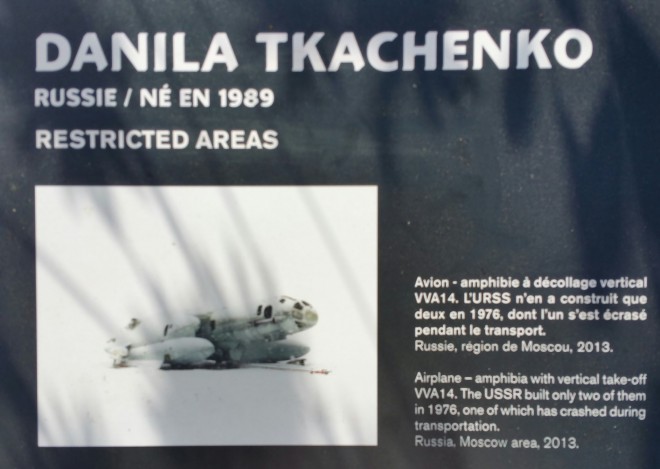 DANILA TKACHENKO
RUSSIE / NÉ EN 1989
RESTRICTED AREAS
Avion - amphibie à décollage vertical
VVA14. L'URSS n'en a construit que
deux en 1976, dont l'un s'est écrasé
pendant le transport.
Russie, région de Moscou, 2013.
Airplane – amphibia with vertical take-off
VVA14. The USSR built only two of them
in 1976, one of which has crashed during
transportation.
Russia, Moscow area, 2013.